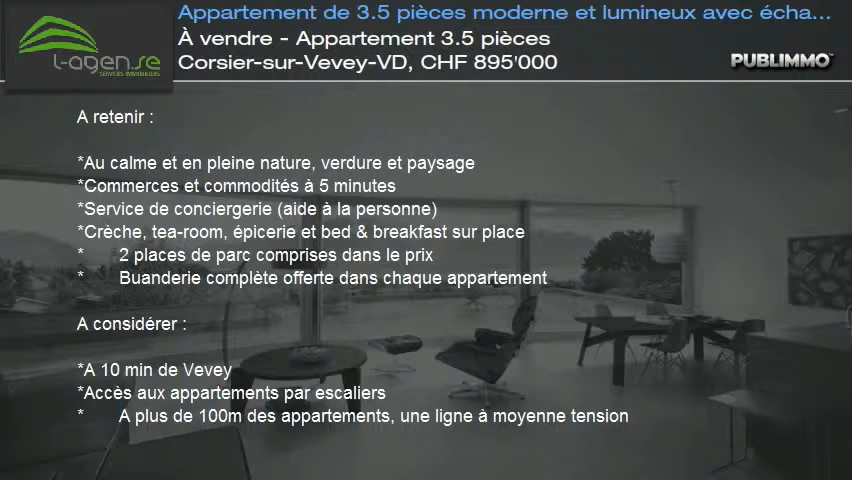 Appartement de 3.5 pièces moderne et lumineux avec écha...
À vendre - Appartement 3.5 pièces
Corsier-sur-Vevey-VD, CHF 895'000
l-agen.se
SERVICES IMMOBILIERS
PUBLIMMO™
A retenir :
*Au calme et en pleine nature, verdure et paysage
*Commerces et commodités à 5 minutes
*Service de conciergerie (aide à la personne)
*Crèche, tea-room, épicerie et bed & breakfast sur place
* 2 places de parc comprises dans le prix
* Buanderie complète offerte dans chaque appartement
A considérer :
*A 10 min de Vevey
*Accès aux appartements par escaliers
* A plus de 100m des appartements, une ligne à moyenne tension